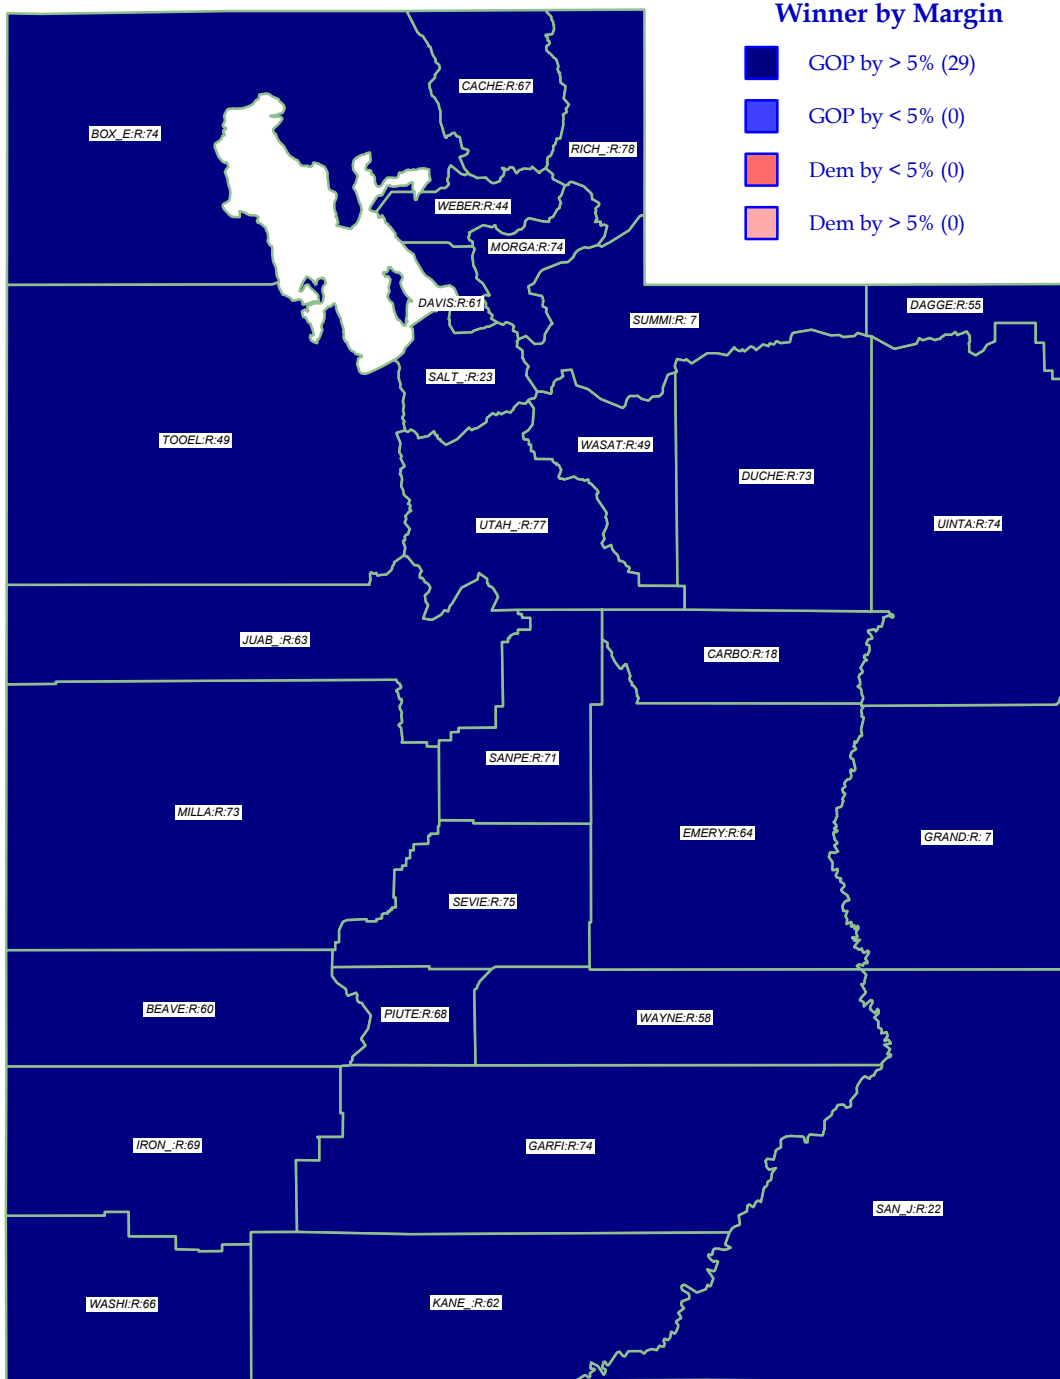 Winner by Margin
GOP by > 5% (29)
GOP by < 5% (0)
Dem by < 5% (0)
Dem by > 5% (0)
CACHE:R:67
BOX_E:R:74
RICH_:R:78
WEBER:R:44
MORGA:R:74
DAVIS:R:61
SUMMI:R: 7
DAGGE:R:55
SALT_:R:23
TOOEL:R:49
WASAT:R:49
DUCHE:R:73
UTAH_:R:77
UINTA:R:74
JUAB_:R:63
CARBO:R:18
SANPE:R:71
MILLA:R:73
EMERY:R:64
GRAND:R: 7
SEVIE:R:75
BEAVE:R:60
PIUTE:R:68
WAYNE:R:58
IRON_:R:69
GARFI:R:74
SAN_J:R:22
WASHI:R:66
KANE_:R:62